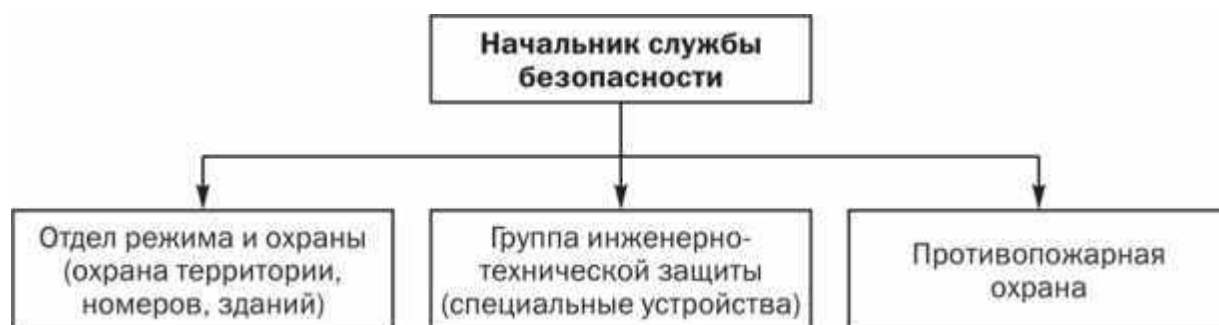 Начальник службы
безопасности
Отдел режима и охраны
(охрана территории,
номеров, зданий)
Группа инженерно-
технической защиты
(специальные устройства)
Противопожарная
охрана